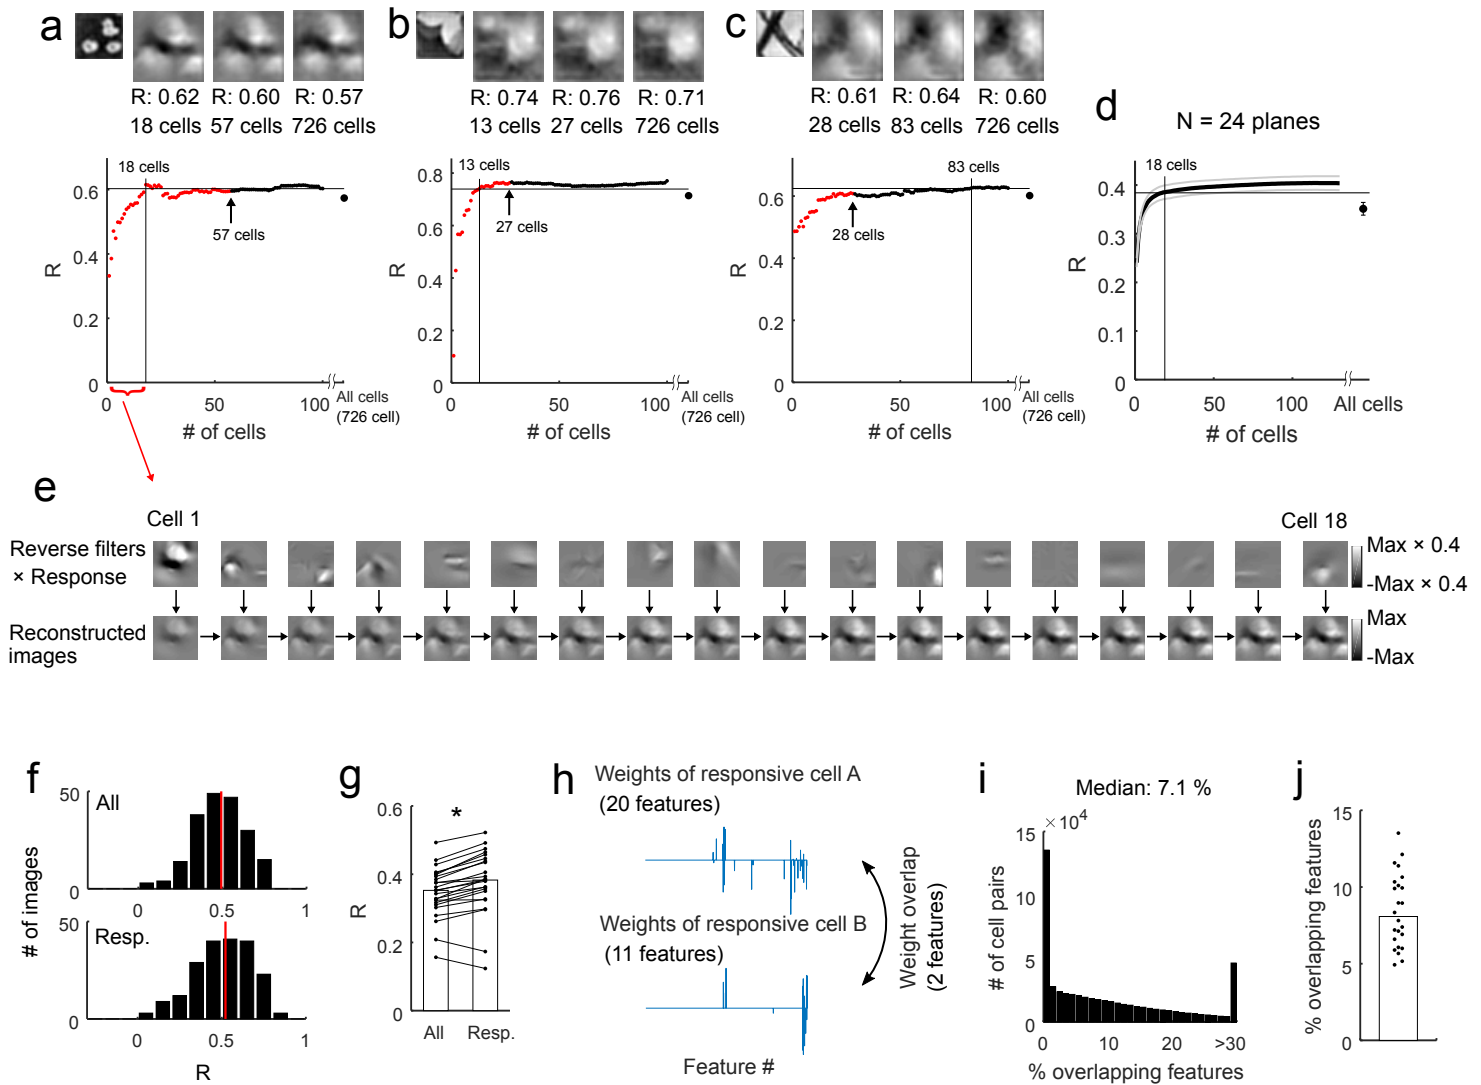 a
R: 0.62 R: 0.60 R: 0.57
18 cells 57 cells 726 cells
18 cells
0.6
0.4
0.2
0
R
57 cells
0 50 100
All cells
(726 cell)
# of cells
b
R: 0.74 R: 0.76 R: 0.71
13 cells 27 cells 726 cells
13 cells
0.8
0.6
0.4
0.2
0
R
27 cells
0 50 100
All cells
(726 cell)
# of cells
c
R: 0.61 R: 0.64 R: 0.60
28 cells 83 cells 726 cells
83 cells
0.6
0.4
0.2
0
R
28 cells
0 50 100
All cells
(726 cell)
# of cells
d
N = 24 planes
18 cells
0.4
0.3
0.2
0.1
0
R
0 50 100 All cells
# of cells
e
Cell 1 Cell 18
Reverse filters
× Response
Max × 0.4
-Max × 0.4
Reconstructed
images
Max
-Max
f
50
All
0
0 0.5 1
50
Resp.
0
0 0.5 1
# of images
R
g
*
0.6
0.4
0.2
0
R
All Resp.
h
Weights of responsive cell A
(20 features)
Weights of responsive cell B
(11 features)
Weight overlap
(2 features)
Feature #
i
Median: 7.1 %
× 10⁴
15
10
5
0
# of cell pairs
0 10 20 >30
% overlapping features
j
15
10
5
0
% overlapping features